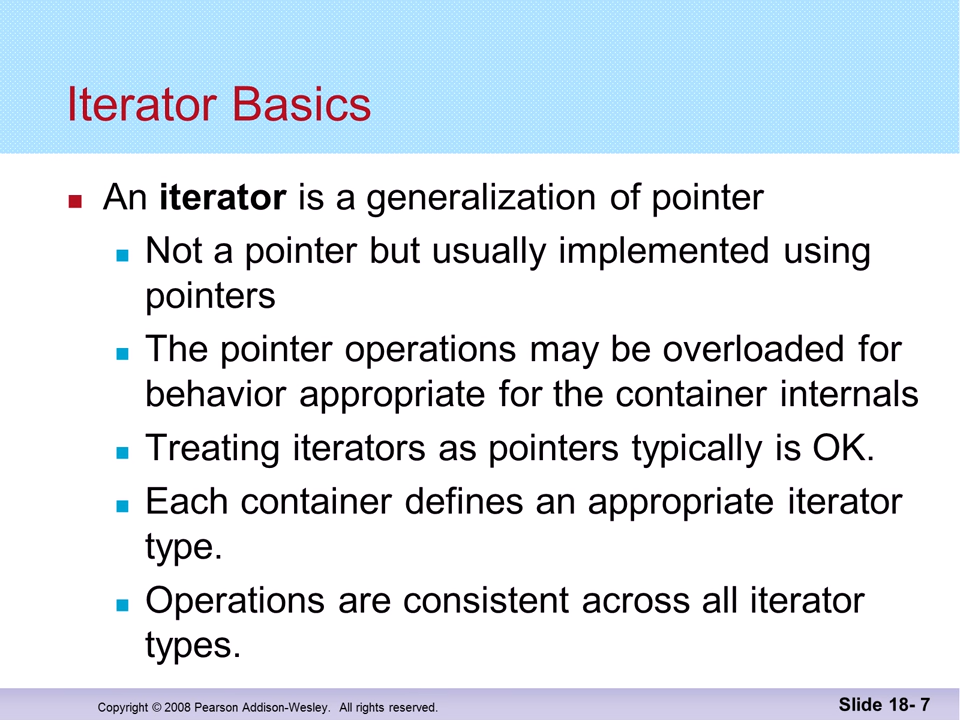 Iterator Basics
An iterator is a generalization of pointer
Not a pointer but usually implemented using
pointers
The pointer operations may be overloaded for
behavior appropriate for the container internals
Treating iterators as pointers typically is OK.
Each container defines an appropriate iterator
type.
Operations are consistent across all iterator
types.
Copyright © 2008 Pearson Addison-Wesley. All rights reserved.
Slide 18- 7